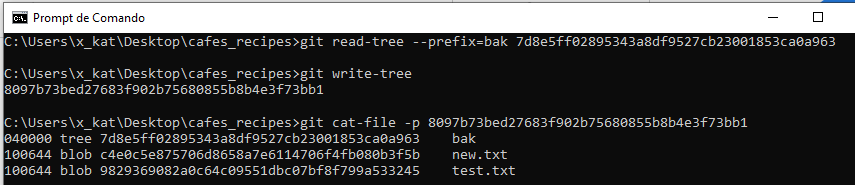 Prompt de Comando
C:\Users\x_kat\Desktop\cafes_recipes>git read-tree --prefix=bak 7d8e5ff02895343a8df9527cb23001853ca0a963
C:\Users\x_kat\Desktop\cafes_recipes>git write-tree
8097b73bed27683f902b75680855b8b4e3f73bb1
C:\Users\x_kat\Desktop\cafes_recipes>git cat-file -p 8097b73bed27683f902b75680855b8b4e3f73bb1
040000 tree 7d8e5ff02895343a8df9527cb23001853ca0a963    bak
100644 blob c4e0c5e875706d8658a7e6114706f4fb080b3f5b    new.txt
100644 blob 9829369082a0c64c09551dbc07bf8f799a533245    test.txt